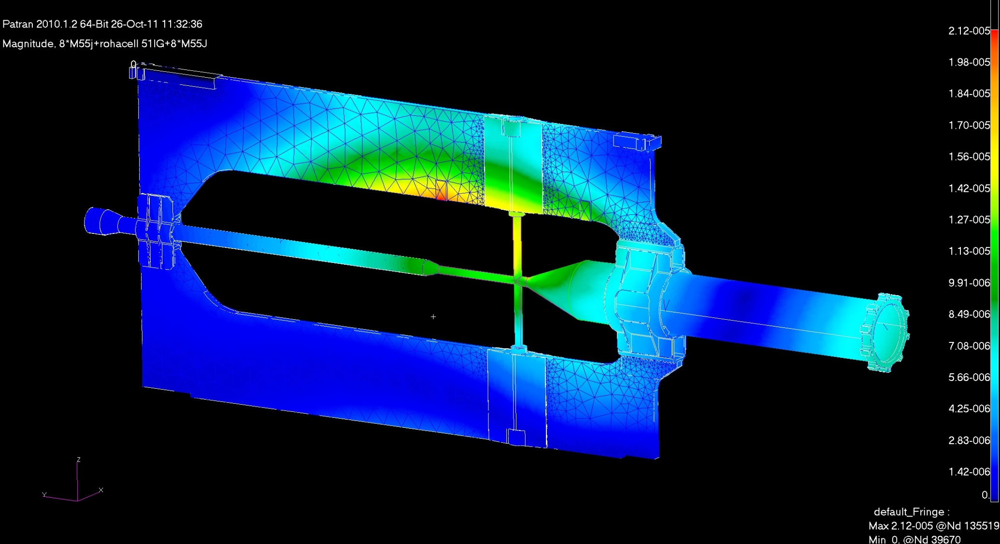 Patran 2010.1.2 64-Bit 26-Oct-11 11:32:36
Magnitude, 8*M55j+rohacell 51IG+8*M55J
2.12-005
1.98-005
1.84-005
1.70-005
1.56-005
1.42-005
1.27-005
1.13-005
9.91-006
8.49-006
7.08-006
5.66-006
4.25-006
2.83-006
1.42-006
0.
Z
Y
X
default_Fringe :
Max 2.12-005 @Nd 135519
Min 0. @Nd 39670